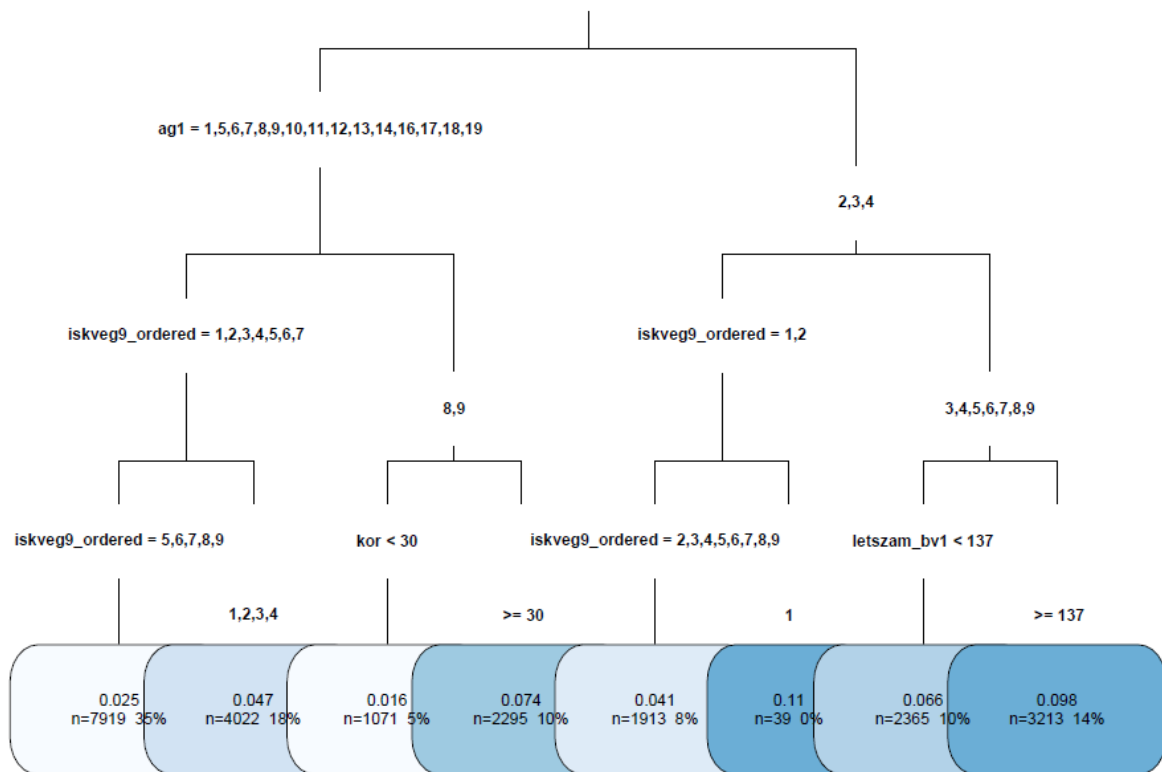 ag1 = 1,5,6,7,8,9,10,11,12,13,14,16,17,18,19
2,3,4
iskveg9_ordered = 1,2,3,4,5,6,7
iskveg9_ordered = 1,2
8,9
3,4,5,6,7,8,9
iskveg9_ordered = 5,6,7,8,9
kor < 30
iskveg9_ordered = 2,3,4,5,6,7,8,9
letszam_bv1 < 137
1,2,3,4
>= 30
1
>= 137
0.025
n=7919 35%
0.047
n=4022 18%
0.016
n=1071 5%
0.074
n=2295 10%
0.041
n=1913 8%
0.11
n=39 0%
0.066
n=2365 10%
0.098
n=3213 14%